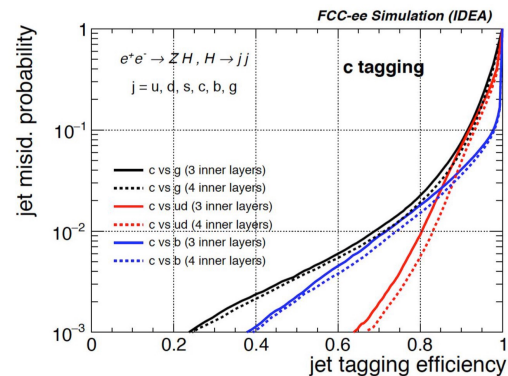 FCC-ee Simulation (IDEA)
e⁺e⁻ → Z H , H → j j
c tagging
j = u, d, s, c, b, g
c vs g (3 inner layers)
c vs g (4 inner layers)
c vs ud (3 inner layers)
c vs ud (4 inner layers)
c vs b (3 inner layers)
c vs b (4 inner layers)
jet misid. probability
1
10⁻¹
10⁻²
10⁻³
0 0.2 0.4 0.6 0.8 1
jet tagging efficiency